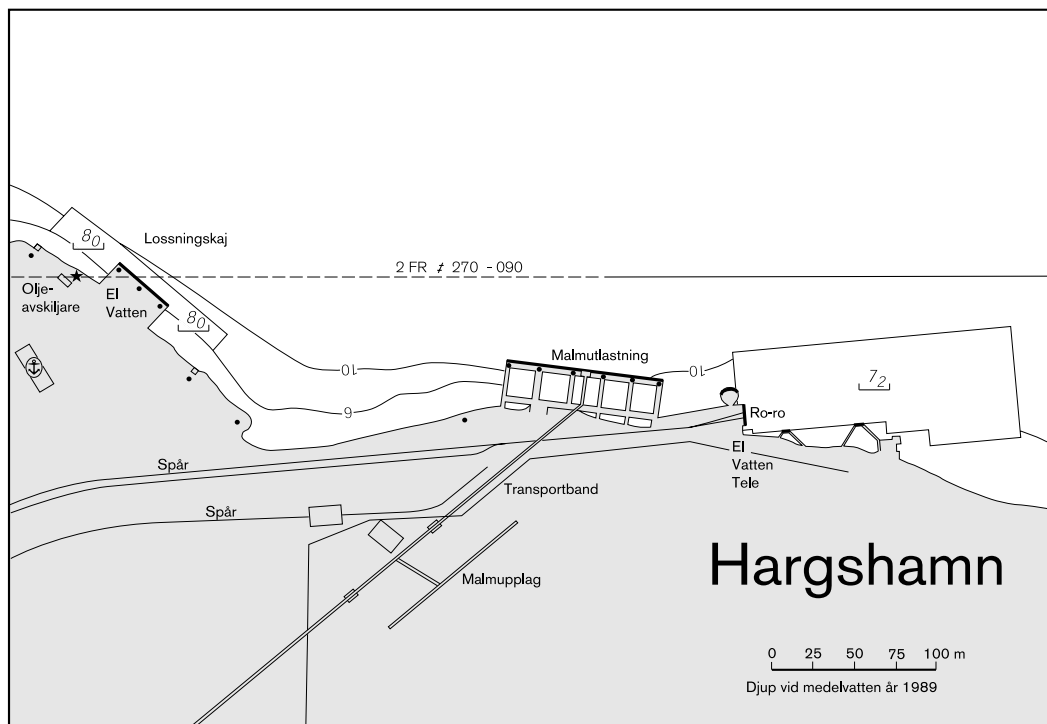 8₀
Lossningskaj
2 FR ≠ 270 - 090
Olje-
avskiljare
El
Vatten
8₀
10
Malmutlastning
10
7₂
6
Ro-ro
El
Vatten
Tele
Spår
Transportband
Spår
Malmupplag
Hargshamn
0 25 50 75 100 m
Djup vid medelvatten år 1989